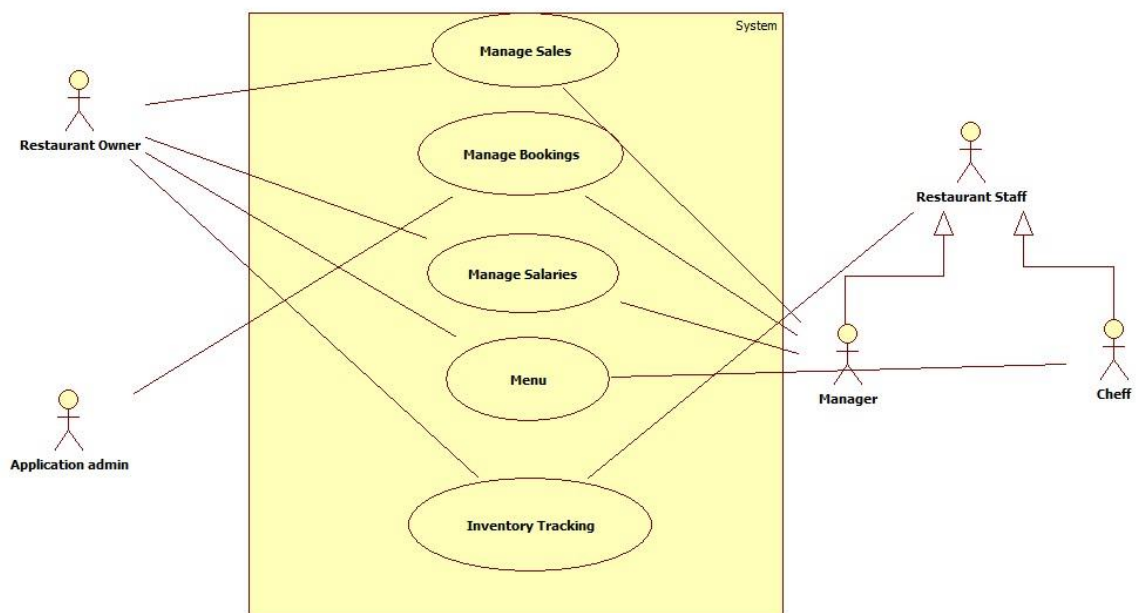 System
Manage Sales
Restaurant Owner
Manage Bookings
Restaurant Staff
Manage Salaries
Menu
Manager
Cheff
Application admin
Inventory Tracking